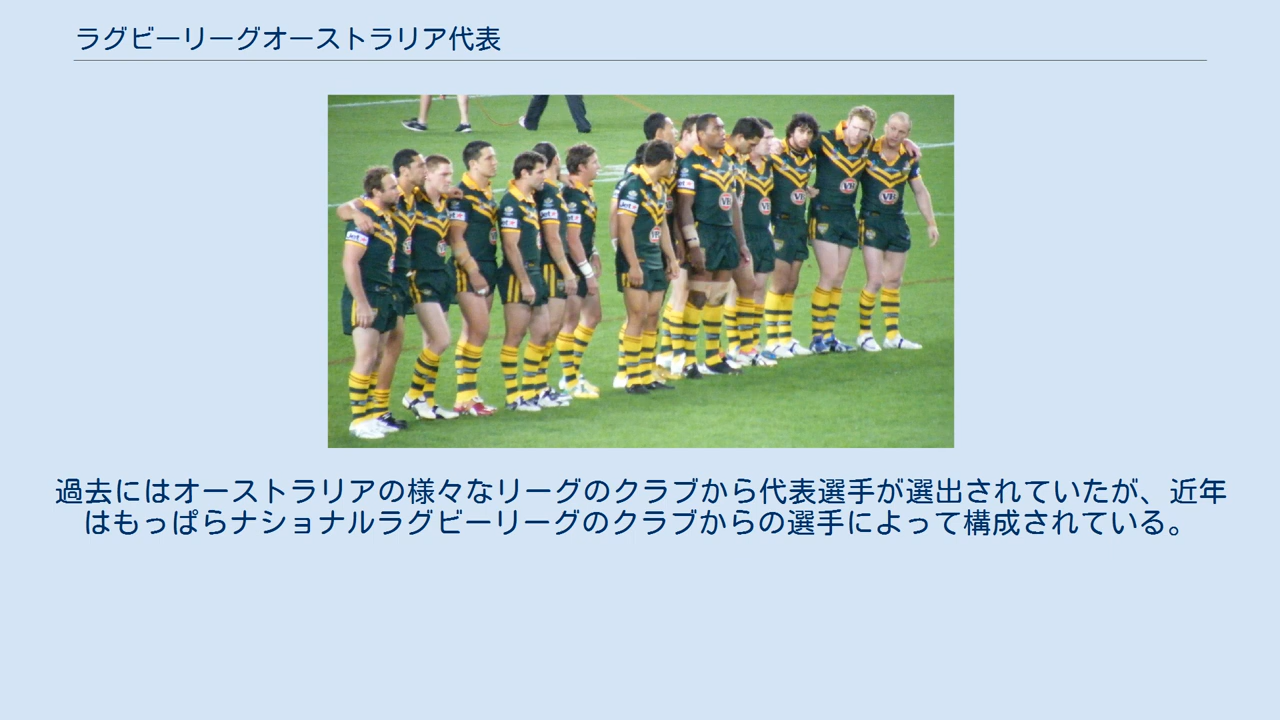 ラグビーリーグオーストラリア代表
過去にはオーストラリアの様々なリーグのクラブから代表選手が選出されていたが、近年
はもっぱらナショナルラグビーリーグのクラブからの選手によって構成されている。